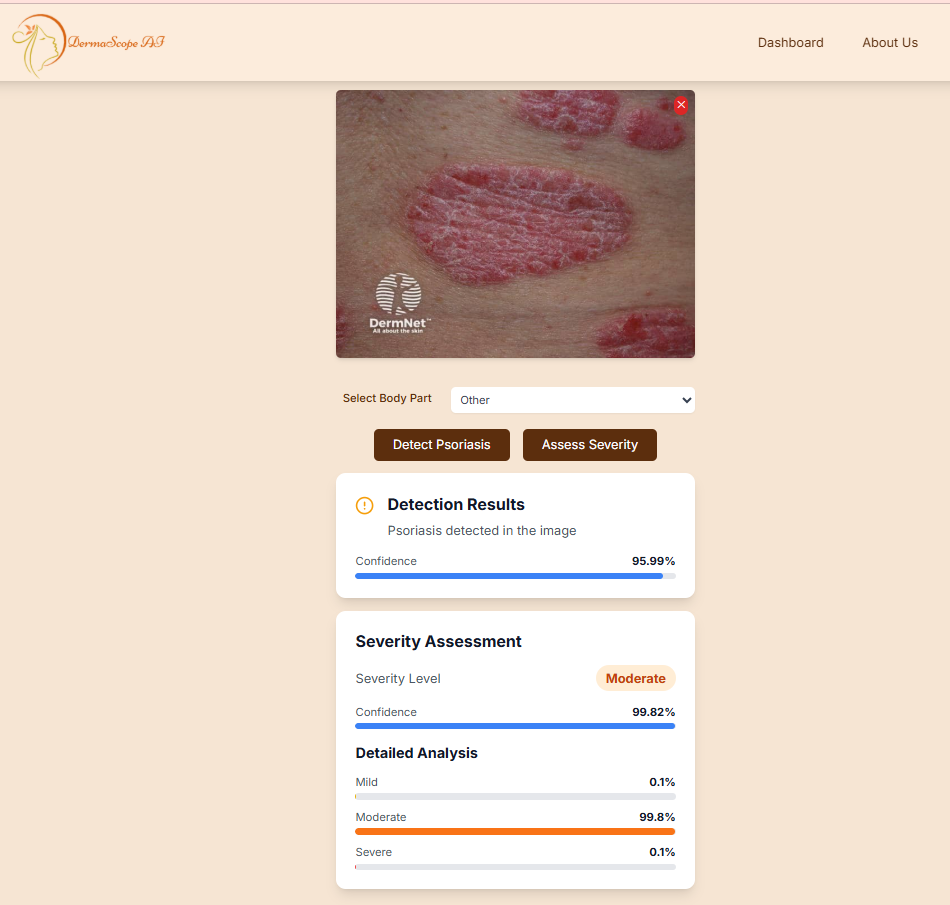 DermaScope AI
Dashboard
About Us
DermNet™
All about the skin
Select Body Part
Other
Detect Psoriasis
Assess Severity
Detection Results
Psoriasis detected in the image
Confidence
95.99%
Severity Assessment
Severity Level
Moderate
Confidence
99.82%
Detailed Analysis
Mild
0.1%
Moderate
99.8%
Severe
0.1%